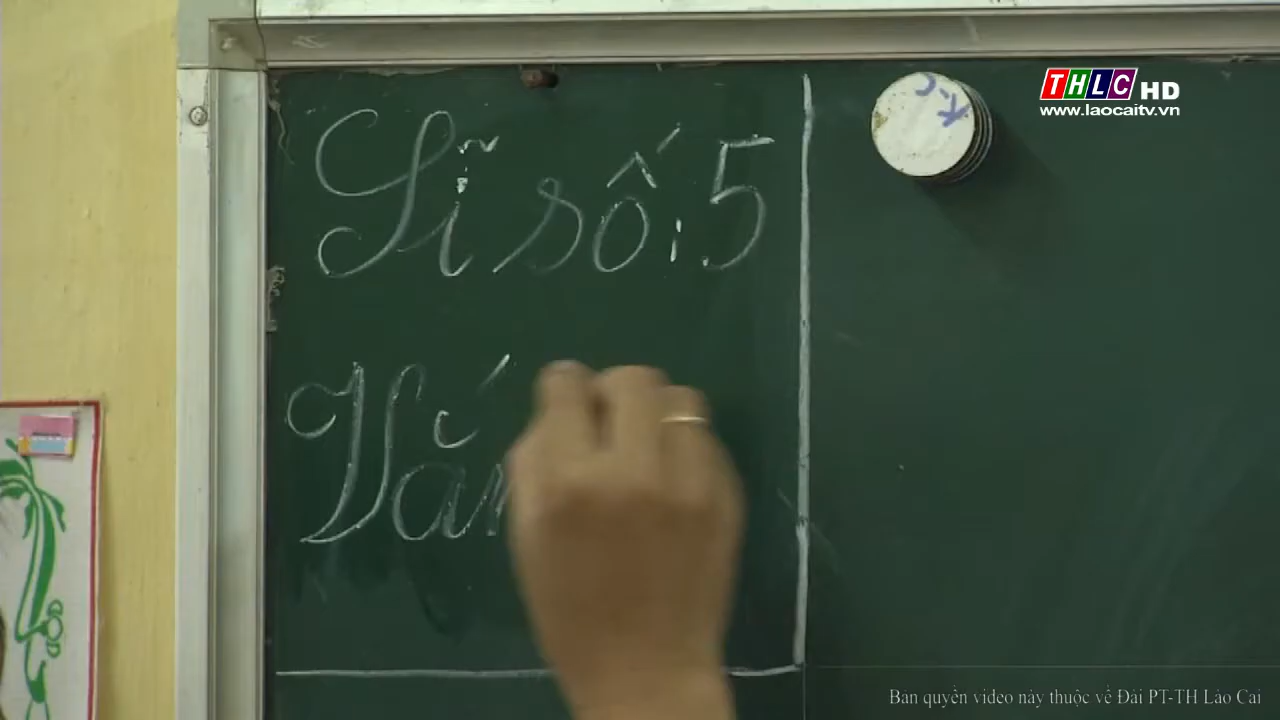 THLC HD
www.laocaitv.vn
K-C
Sĩ số: 5
Vắn
Bản quyền video này thuộc về Đài PT-TH Lào Cai